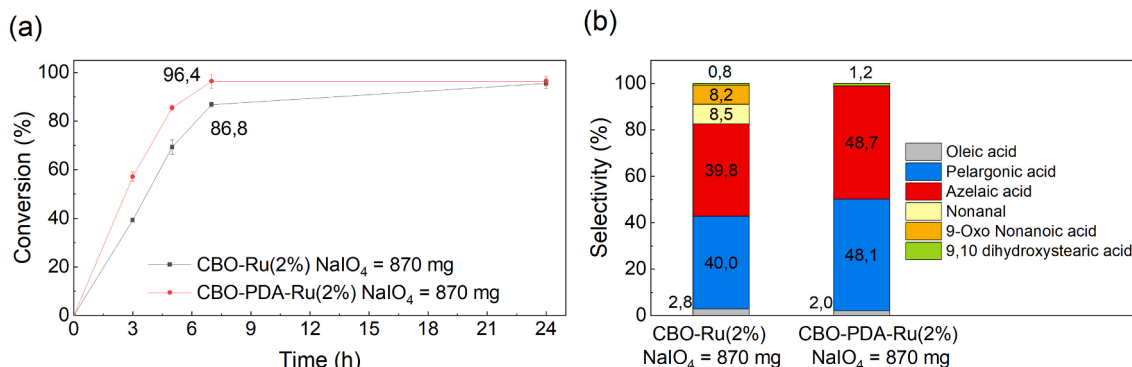 (a)
Conversion (%)
100
80
60
40
20
0
96,4
86,8
CBO-Ru(2%) NaIO₄ = 870 mg
CBO-PDA-Ru(2%) NaIO₄ = 870 mg
0 3 6 9 12 15 18 21 24
Time (h)
(b)
Selectivity (%)
100
80
60
40
20
0
0,8
8,2
8,5
39,8
40,0
2,8
1,2
48,7
48,1
2,0
CBO-Ru(2%)
NaIO₄ = 870 mg
CBO-PDA-Ru(2%)
NaIO₄ = 870 mg
Oleic acid
Pelargonic acid
Azelaic acid
Nonanal
9-Oxo Nonanoic acid
9,10 dihydroxystearic acid